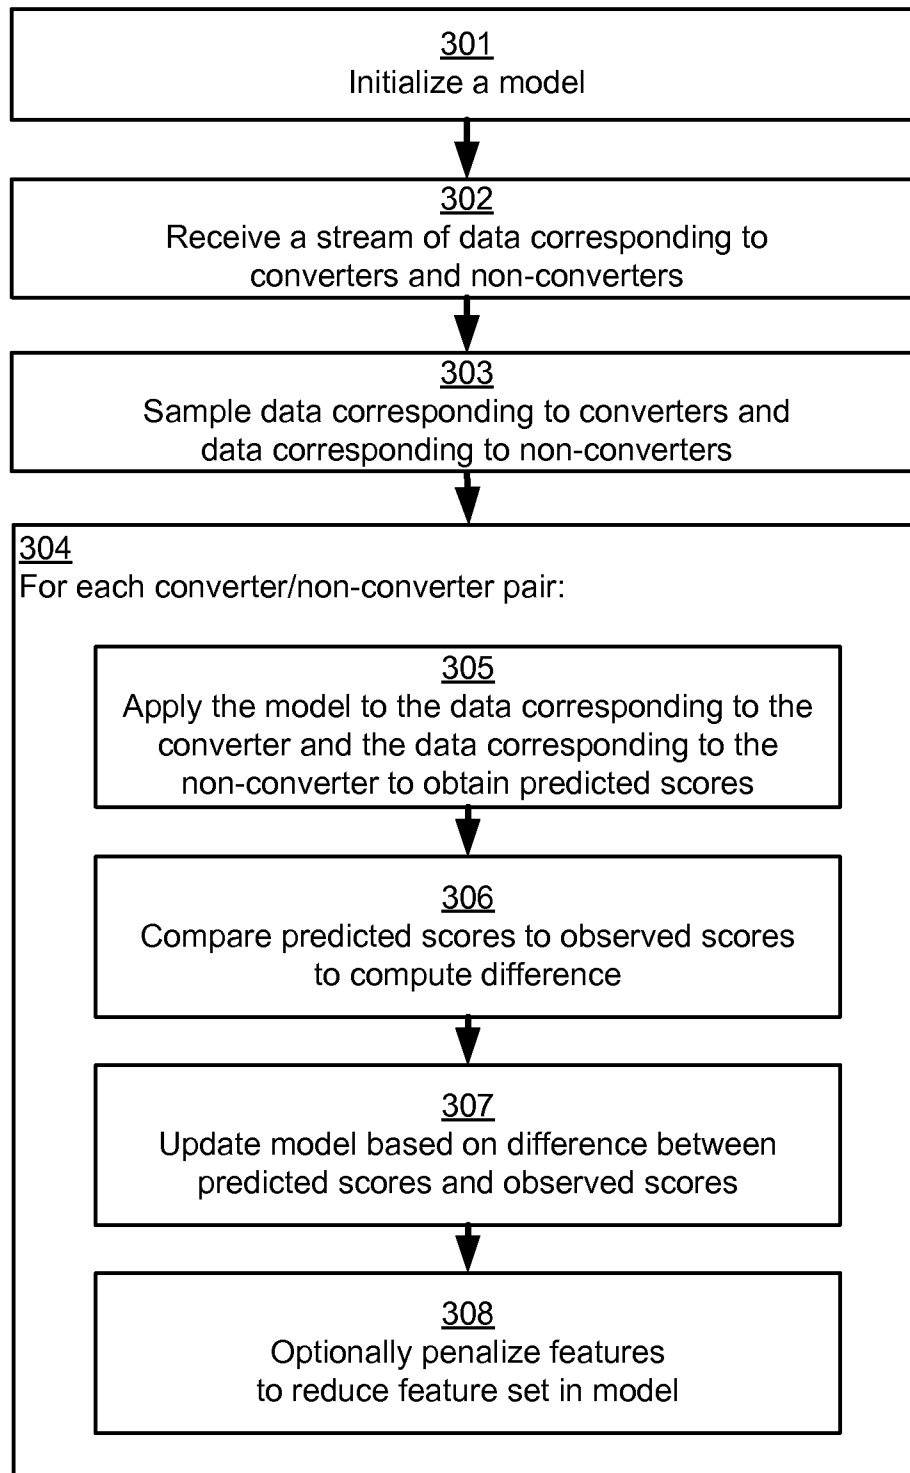 301
Initialize a model
302
Receive a stream of data corresponding to
converters and non-converters
303
Sample data corresponding to converters and
data corresponding to non-converters
304
For each converter/non-converter pair:
305
Apply the model to the data corresponding to the
converter and the data corresponding to the
non-converter to obtain predicted scores
306
Compare predicted scores to observed scores
to compute difference
307
Update model based on difference between
predicted scores and observed scores
308
Optionally penalize features
to reduce feature set in model